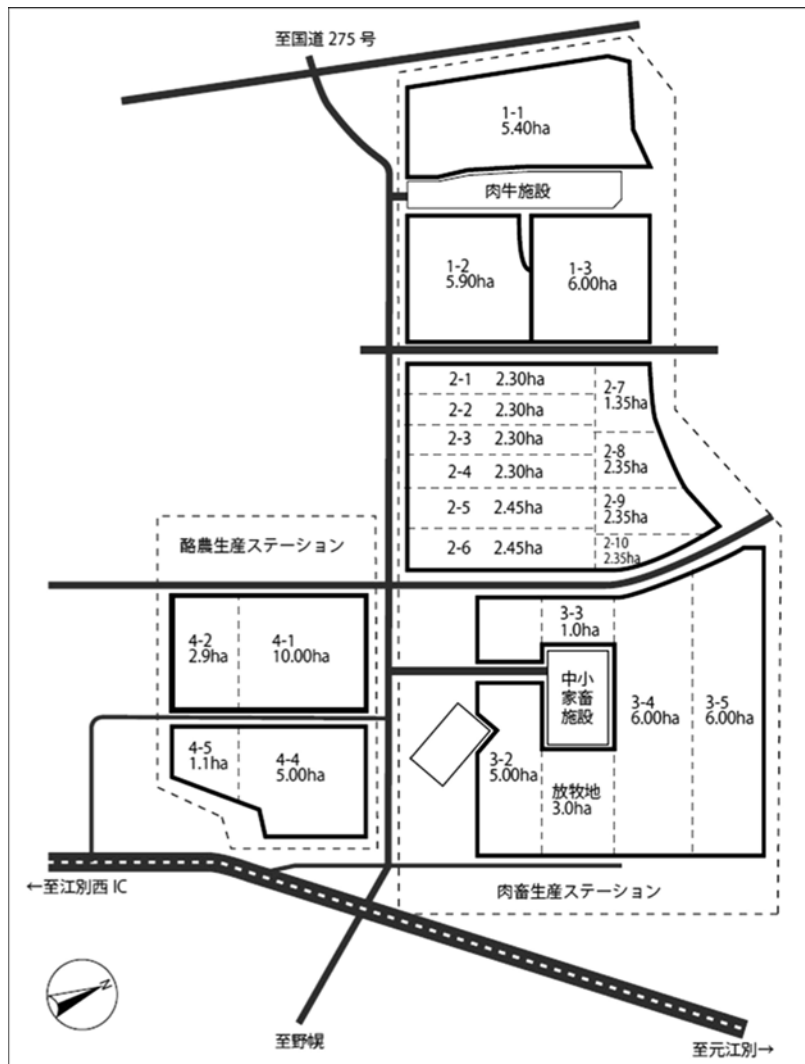 至国道 275 号
1-1
5.40ha
肉牛施設
1-2
5.90ha
1-3
6.00ha
2-1 2.30ha
2-2 2.30ha
2-3 2.30ha
2-4 2.30ha
2-5 2.45ha
2-6 2.45ha
2-7
1.35ha
2-8
2.35ha
2-9
2.35ha
2-10
2.35ha
酪農生産ステーション
4-2
2.9ha
4-1
10.00ha
4-5
1.1ha
4-4
5.00ha
3-3
1.0ha
中小
家畜
施設
3-4
6.00ha
3-5
6.00ha
3-2
5.00ha
放牧地
3.0ha
←至江別西 IC
肉畜生産ステーション
N
至野幌
至元江別→